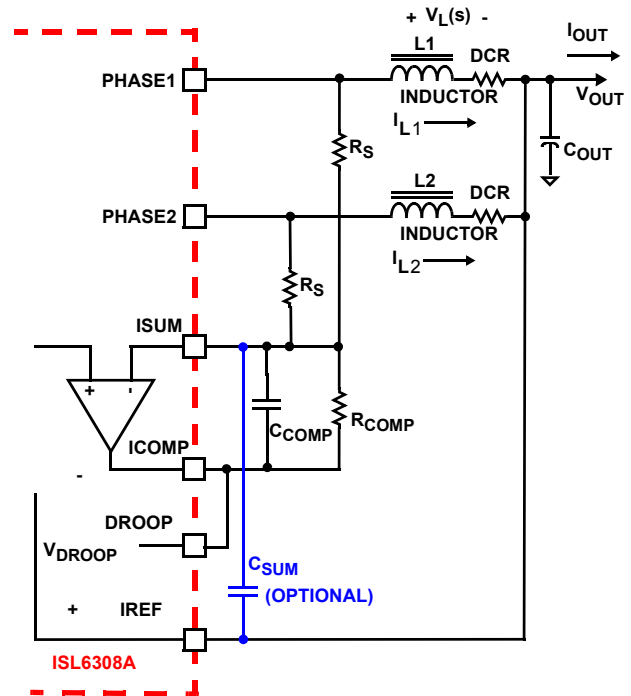 + VL(s) -
IOUT
L1
DCR
PHASE1
VOUT
INDUCTOR
IL1
COUT
RS
L2
DCR
PHASE2
INDUCTOR
IL2
RS
ISUM
+ -
CCOMP
RCOMP
ICOMP
-
DROOP
VDROOP
CSUM
(OPTIONAL)
+ IREF
ISL6308A